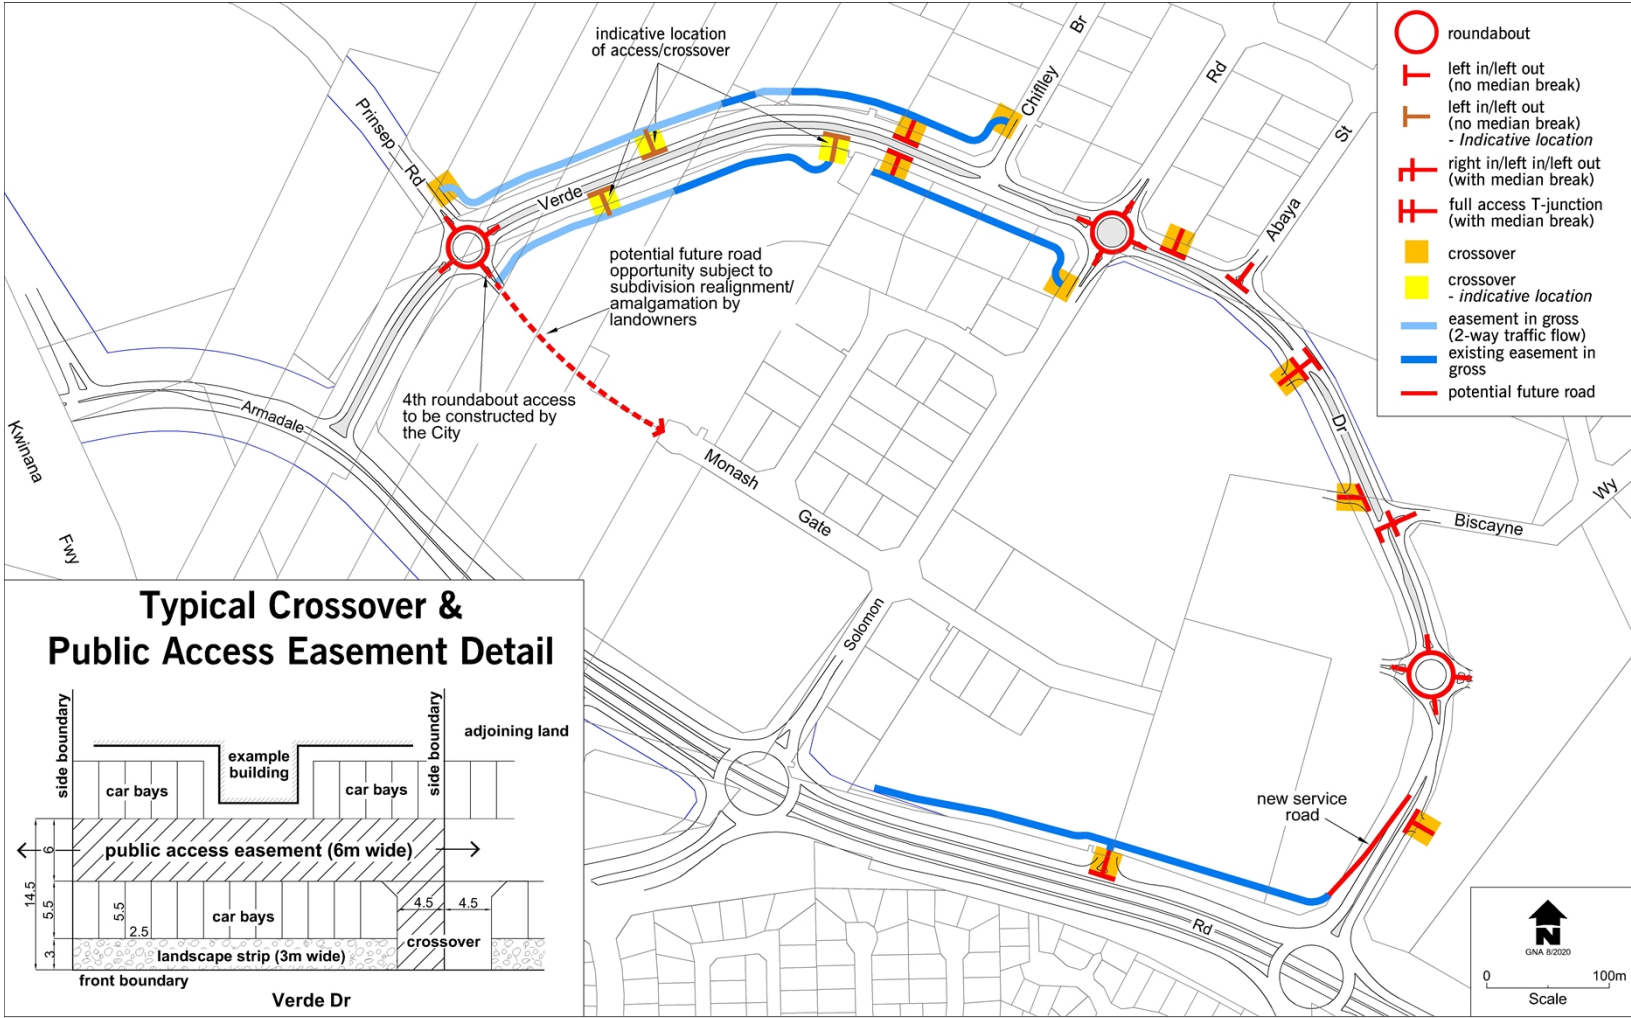 indicative location
of access/crossover
Prinsep
Rd
Verde
Chifley
Br
Rd
Abaya
St
potential future road
opportunity subject to
subdivision realignment/
amalgamation by
landowners
4th roundabout access
to be constructed by
the City
Armadale
Kwinana
Fwy
Monash
Gate
Solomon
Dr
Biscayne
Wy
new service
road
Rd
roundabout
left in/left out
(no median break)
left in/left out
(no median break)
- Indicative location
right in/left in/left out
(with median break)
full access T-junction
(with median break)
crossover
crossover
- indicative location
easement in gross
(2-way traffic flow)
existing easement in
gross
potential future road
Typical Crossover &
Public Access Easement Detail
side boundary
side boundary
adjoining land
example
building
car bays
car bays
public access easement (6m wide)
6
14.5
5.5
5.5
2.5
car bays
4.5
4.5
crossover
3
landscape strip (3m wide)
front boundary
Verde Dr
N
GNA 8/2020
0
100m
Scale